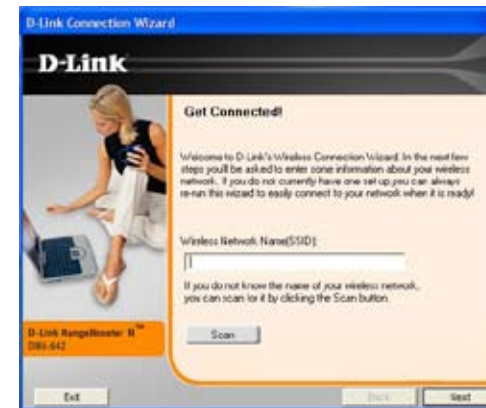 D-Link Connection Wizard
D-Link
Get Connected!
Welcome to D-Link's Wireless Connection Wizard. In the next few
steps you'll be asked to enter some information about your wireless
network. If you do not currently have one set up you can always
re-run this wizard to easily connect to your network when it is ready!
Wireless Network Name(SSID):
If you do not know the name of your wireless network,
you can scan for it by clicking the Scan button.
Scan
D-Link RangeBooster N™
Exit
Back
Next